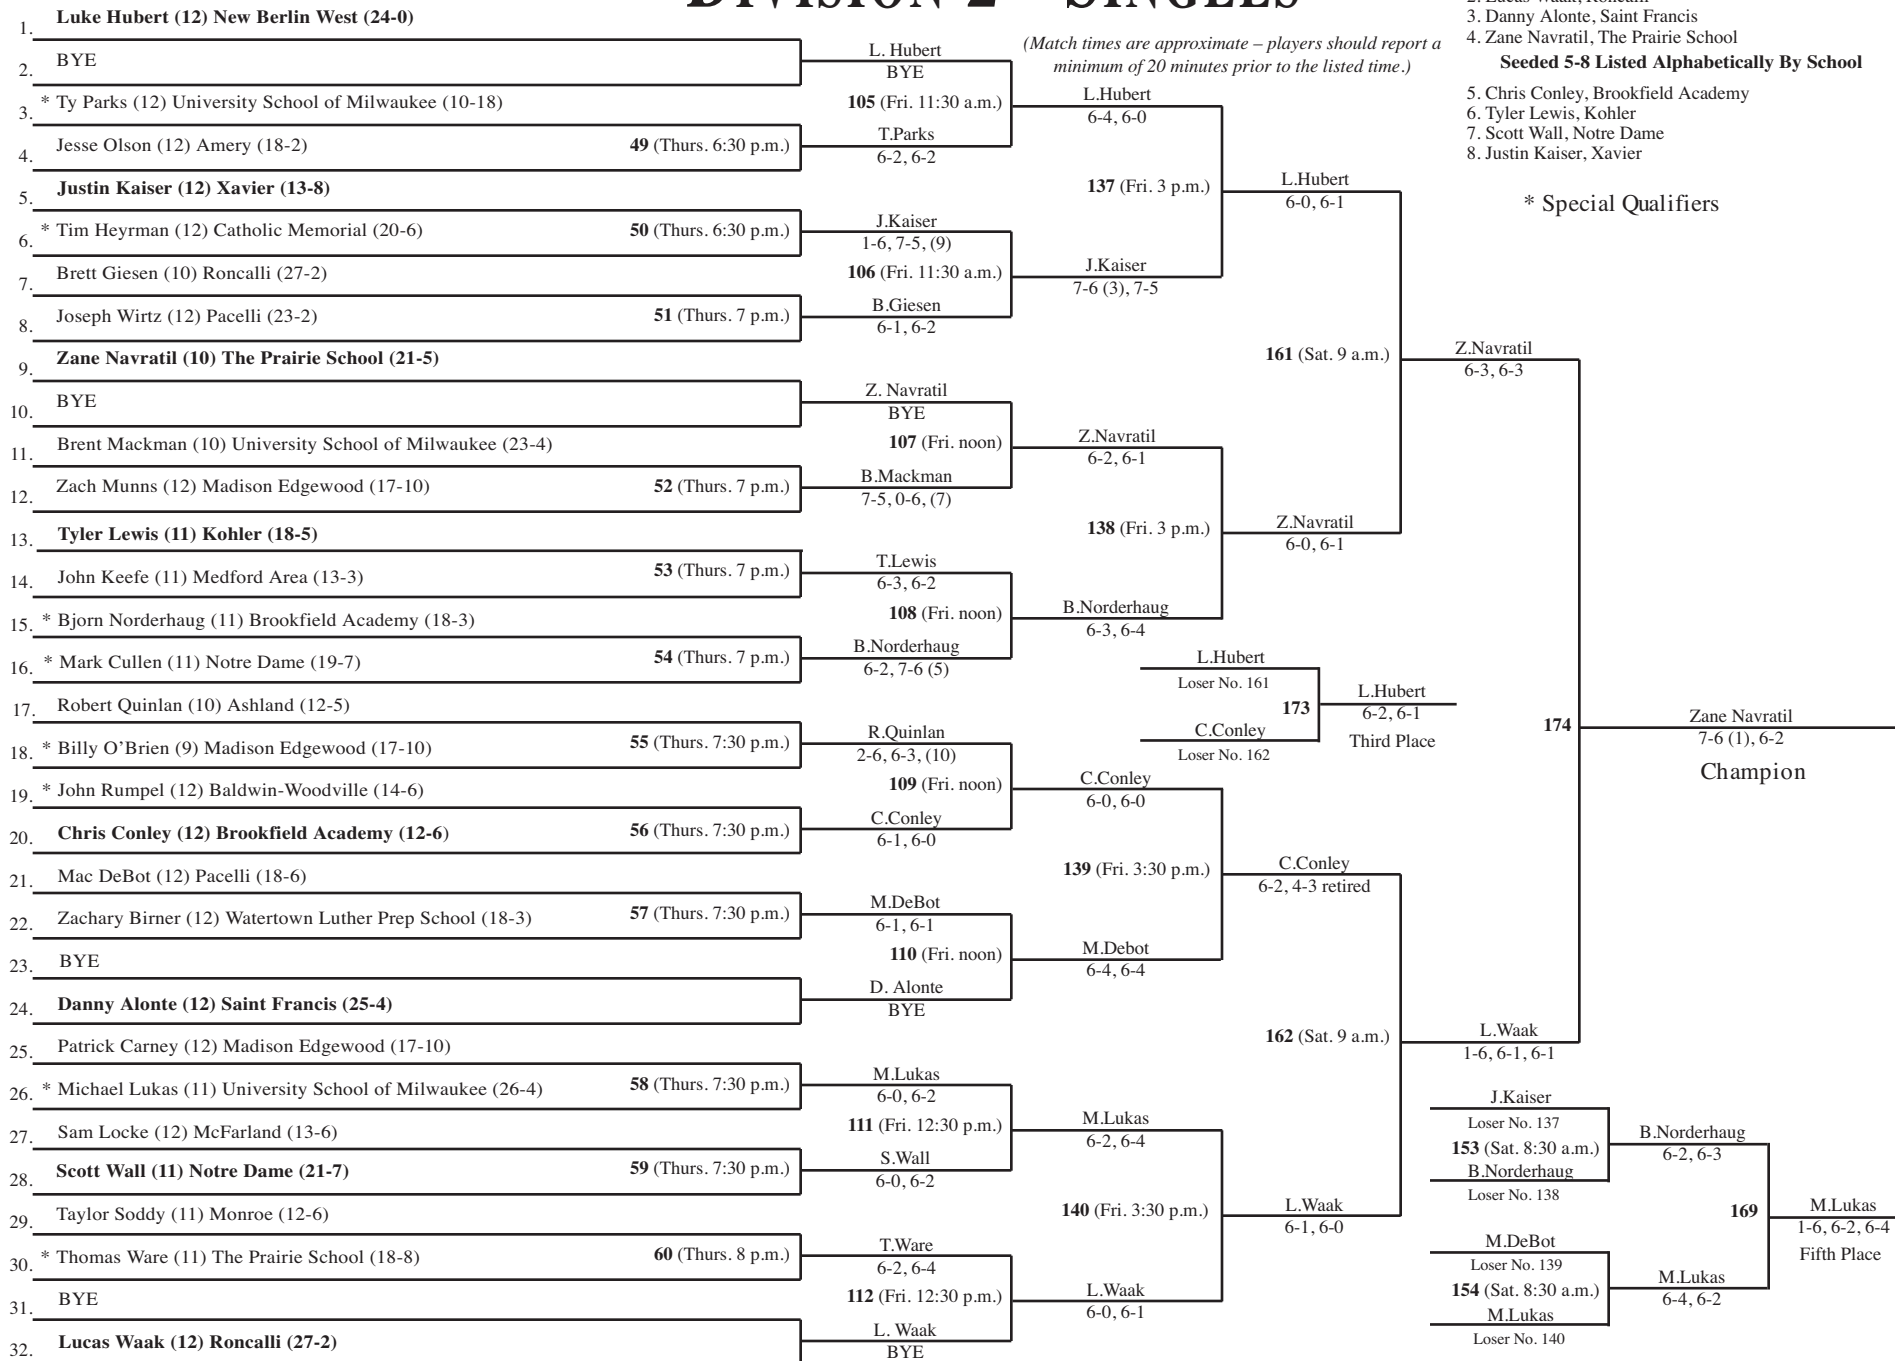 DIVISION 2 SINGLES
(Match times are approximate – players should report a
minimum of 20 minutes prior to the listed time.)
2. Lucas Waak, Roncalli
3. Danny Alonte, Saint Francis
4. Zane Navratil, The Prairie School
Seeded 5-8 Listed Alphabetically By School
5. Chris Conley, Brookfield Academy
6. Tyler Lewis, Kohler
7. Scott Wall, Notre Dame
8. Justin Kaiser, Xavier
* Special Qualifiers
1. Luke Hubert (12) New Berlin West (24-0)
2. BYE
3. * Ty Parks (12) University School of Milwaukee (10-18)
4. Jesse Olson (12) Amery (18-2)
49 (Thurs. 6:30 p.m.)
5. Justin Kaiser (12) Xavier (13-8)
6. * Tim Heyrman (12) Catholic Memorial (20-6)
50 (Thurs. 6:30 p.m.)
7. Brett Giesen (10) Roncalli (27-2)
8. Joseph Wirtz (12) Pacelli (23-2)
51 (Thurs. 7 p.m.)
9. Zane Navratil (10) The Prairie School (21-5)
10. BYE
11. Brent Mackman (10) University School of Milwaukee (23-4)
12. Zach Munns (12) Madison Edgewood (17-10)
52 (Thurs. 7 p.m.)
13. Tyler Lewis (11) Kohler (18-5)
14. John Keefe (11) Medford Area (13-3)
53 (Thurs. 7 p.m.)
15. * Bjorn Norderhaug (11) Brookfield Academy (18-3)
16. * Mark Cullen (11) Notre Dame (19-7)
54 (Thurs. 7 p.m.)
17. Robert Quinlan (10) Ashland (12-5)
18. * Billy O’Brien (9) Madison Edgewood (17-10)
55 (Thurs. 7:30 p.m.)
19. * John Rumpel (12) Baldwin-Woodville (14-6)
20. Chris Conley (12) Brookfield Academy (12-6)
56 (Thurs. 7:30 p.m.)
21. Mac DeBot (12) Pacelli (18-6)
22. Zachary Birner (12) Watertown Luther Prep School (18-3)
57 (Thurs. 7:30 p.m.)
23. BYE
24. Danny Alonte (12) Saint Francis (25-4)
25. Patrick Carney (12) Madison Edgewood (17-10)
26. * Michael Lukas (11) University School of Milwaukee (26-4)
58 (Thurs. 7:30 p.m.)
27. Sam Locke (12) McFarland (13-6)
28. Scott Wall (11) Notre Dame (21-7)
59 (Thurs. 7:30 p.m.)
29. Taylor Soddy (11) Monroe (12-6)
30. * Thomas Ware (11) The Prairie School (18-8)
60 (Thurs. 8 p.m.)
31. BYE
32. Lucas Waak (12) Roncalli (27-2)
L. Hubert
BYE
105 (Fri. 11:30 a.m.)
T.Parks
6-2, 6-2
J.Kaiser
1-6, 7-5, (9)
106 (Fri. 11:30 a.m.)
B.Giesen
6-1, 6-2
Z. Navratil
BYE
107 (Fri. noon)
B.Mackman
7-5, 0-6, (7)
T.Lewis
6-3, 6-2
108 (Fri. noon)
B.Norderhaug
6-2, 7-6 (5)
R.Quinlan
2-6, 6-3, (10)
109 (Fri. noon)
C.Conley
6-1, 6-0
M.DeBot
6-1, 6-1
110 (Fri. noon)
D. Alonte
BYE
M.Lukas
6-0, 6-2
111 (Fri. 12:30 p.m.)
S.Wall
6-0, 6-2
T.Ware
6-2, 6-4
112 (Fri. 12:30 p.m.)
L. Waak
BYE
L.Hubert
6-4, 6-0
137 (Fri. 3 p.m.)
J.Kaiser
7-6 (3), 7-5
Z.Navratil
6-2, 6-1
138 (Fri. 3 p.m.)
B.Norderhaug
6-3, 6-4
C.Conley
6-0, 6-0
139 (Fri. 3:30 p.m.)
M.Debot
6-4, 6-4
M.Lukas
6-2, 6-4
140 (Fri. 3:30 p.m.)
L.Waak
6-0, 6-1
L.Hubert
6-0, 6-1
161 (Sat. 9 a.m.)
Z.Navratil
6-0, 6-1
C.Conley
6-2, 4-3 retired
162 (Sat. 9 a.m.)
L.Waak
6-1, 6-0
Z.Navratil
6-3, 6-3
174
L.Waak
1-6, 6-1, 6-1
Zane Navratil
7-6 (1), 6-2
Champion
L.Hubert
Loser No. 161
173
C.Conley
Loser No. 162
L.Hubert
6-2, 6-1
Third Place
J.Kaiser
Loser No. 137
153 (Sat. 8:30 a.m.)
B.Norderhaug
Loser No. 138
B.Norderhaug
6-2, 6-3
169
M.DeBot
Loser No. 139
154 (Sat. 8:30 a.m.)
M.Lukas
Loser No. 140
M.Lukas
6-4, 6-2
M.Lukas
1-6, 6-2, 6-4
Fifth Place